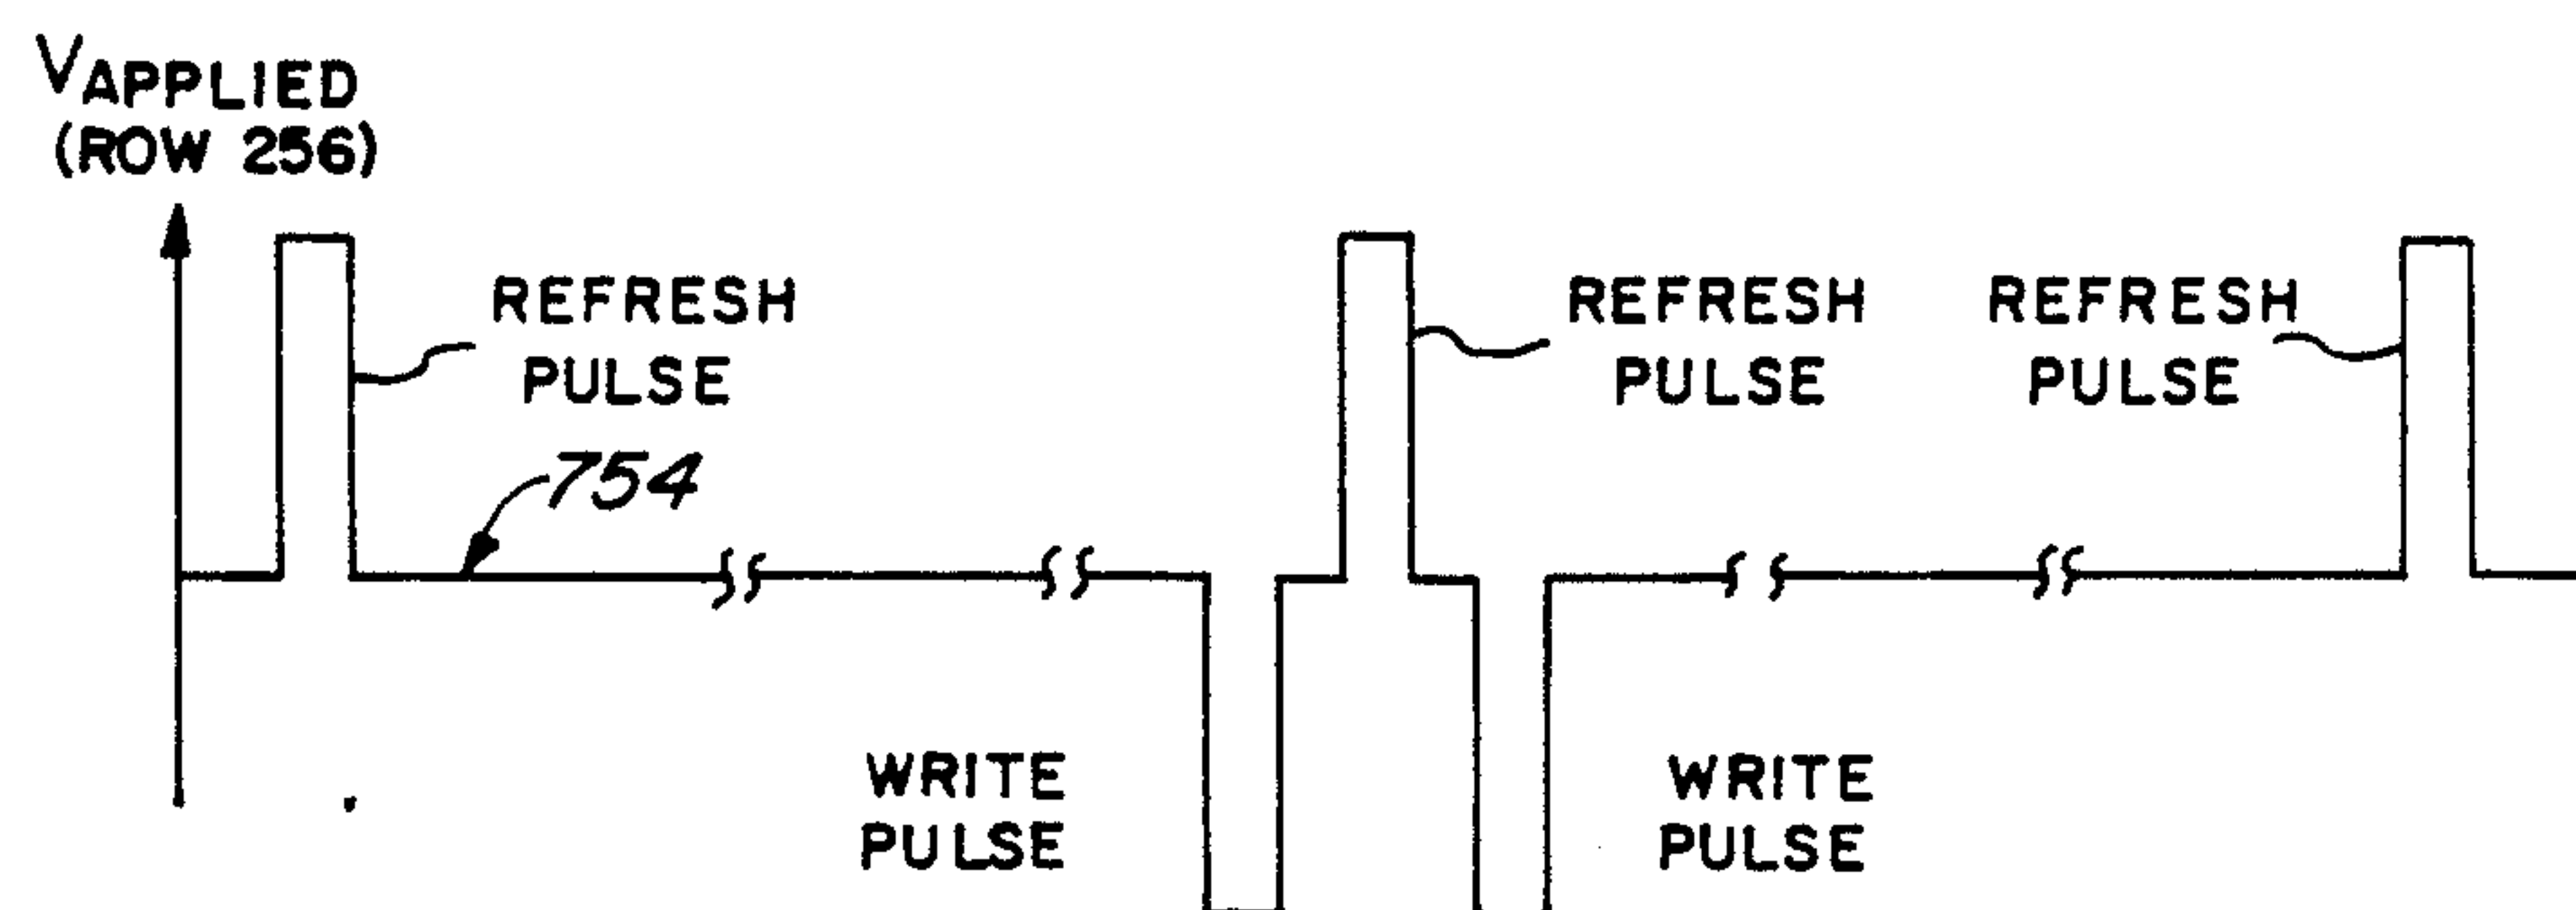 VAPPLIED
(ROW 256)
REFRESH
PULSE
REFRESH
PULSE
REFRESH
PULSE
754
WRITE
PULSE
WRITE
PULSE